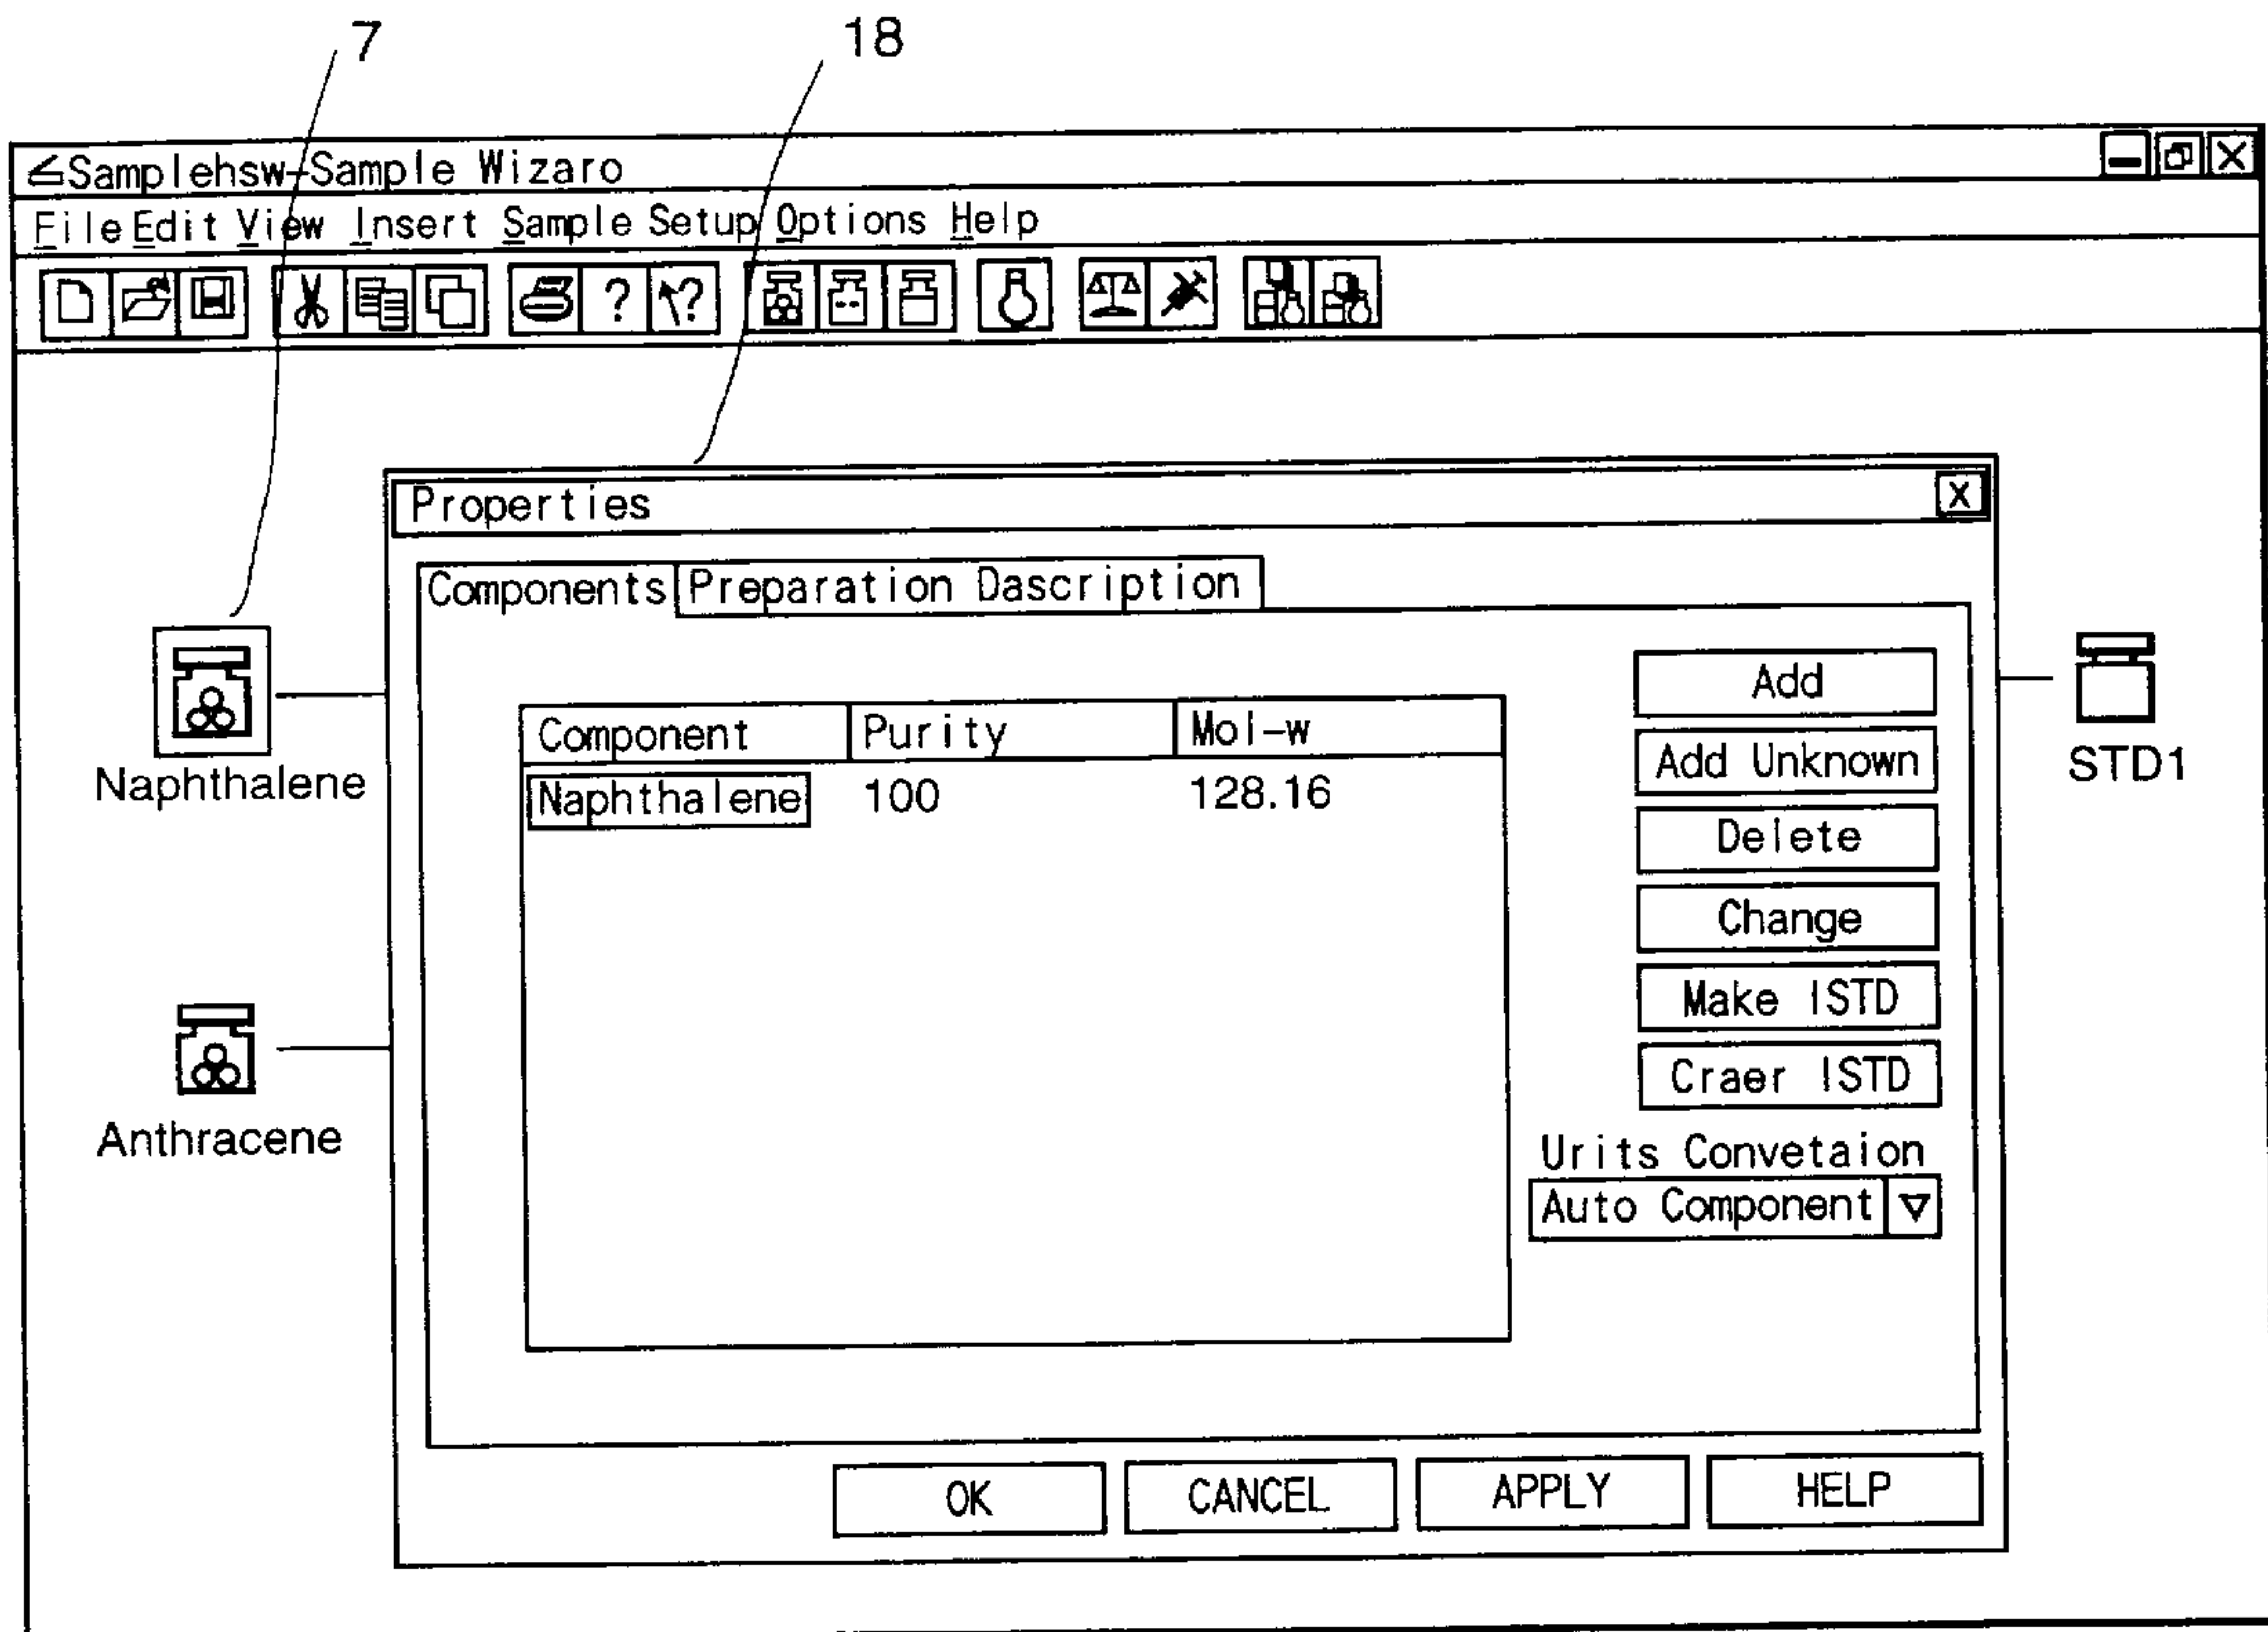 7
18
Samplehsw-Sample Wizaro
File Edit View Insert Sample Setup Options Help
? ?
Properties
X
Components Preparation Dascription
Component Purity Mol-w
Naphthalene 100 128.16
Add
Add Unknown
Delete
Change
Make ISTD
Craer ISTD
Urits Convetaion
Auto Component
OK CANCEL APPLY HELP
Naphthalene
Anthracene
STD1